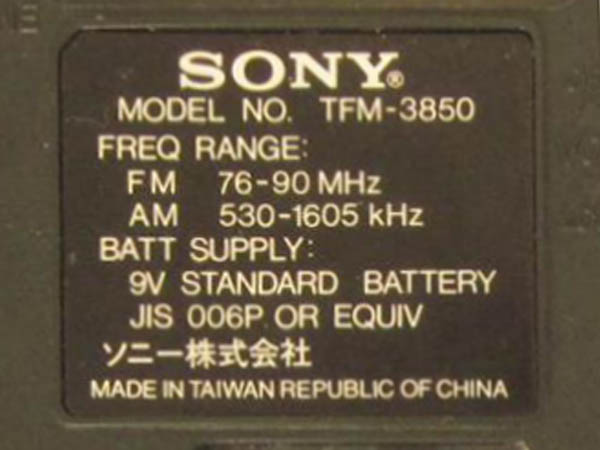 SONY®
MODEL NO. TFM-3850
FREQ RANGE:
FM 76-90 MHz
AM 530-1605 kHz
BATT SUPPLY:
9V STANDARD BATTERY
JIS 006P OR EQUIV
ソニー株式会社
MADE IN TAIWAN REPUBLIC OF CHINA